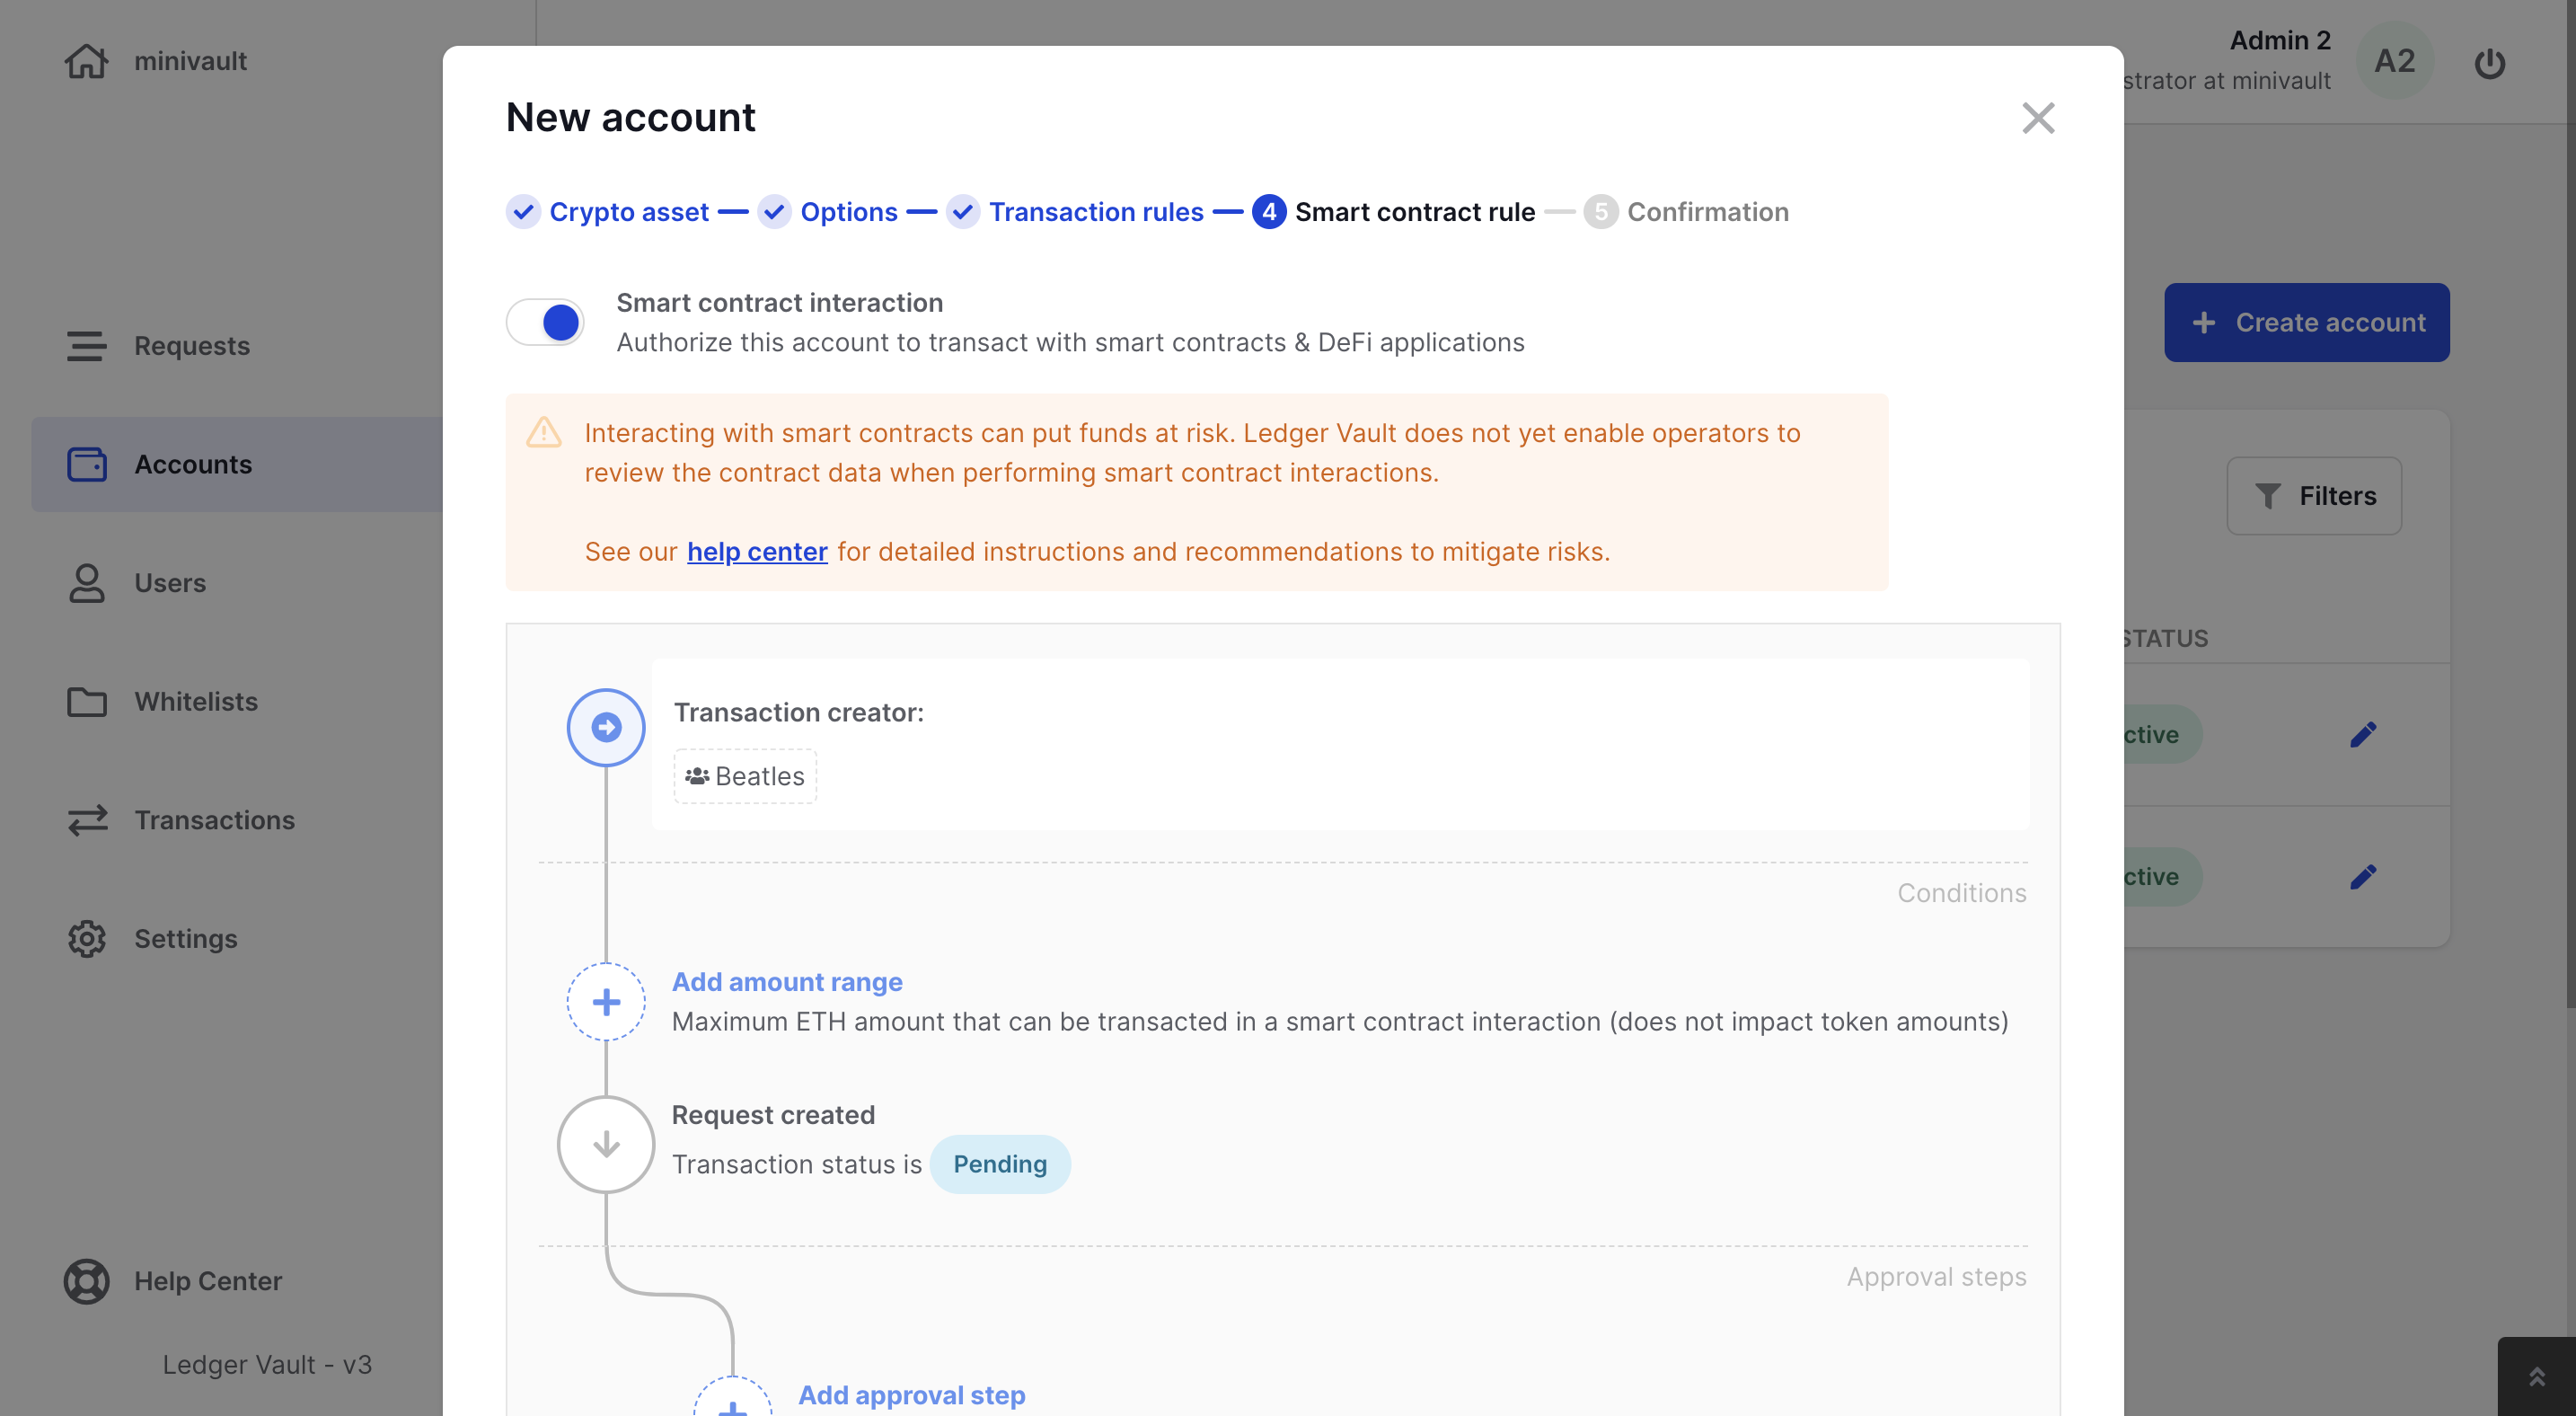 minivault
Admin 2
strator at minivault
A2
Requests
Accounts
Users
Whitelists
Transactions
Settings
Help Center
Ledger Vault - v3
Create account
Filters
STATUS
ctive
ctive
New account
Crypto asset
Options
Transaction rules
4 Smart contract rule
5 Confirmation
Smart contract interaction
Authorize this account to transact with smart contracts & DeFi applications
Interacting with smart contracts can put funds at risk. Ledger Vault does not yet enable operators to
review the contract data when performing smart contract interactions.
See our help center for detailed instructions and recommendations to mitigate risks.
Transaction creator:
Beatles
Conditions
Add amount range
Maximum ETH amount that can be transacted in a smart contract interaction (does not impact token amounts)
Request created
Transaction status is Pending
Approval steps
Add approval step